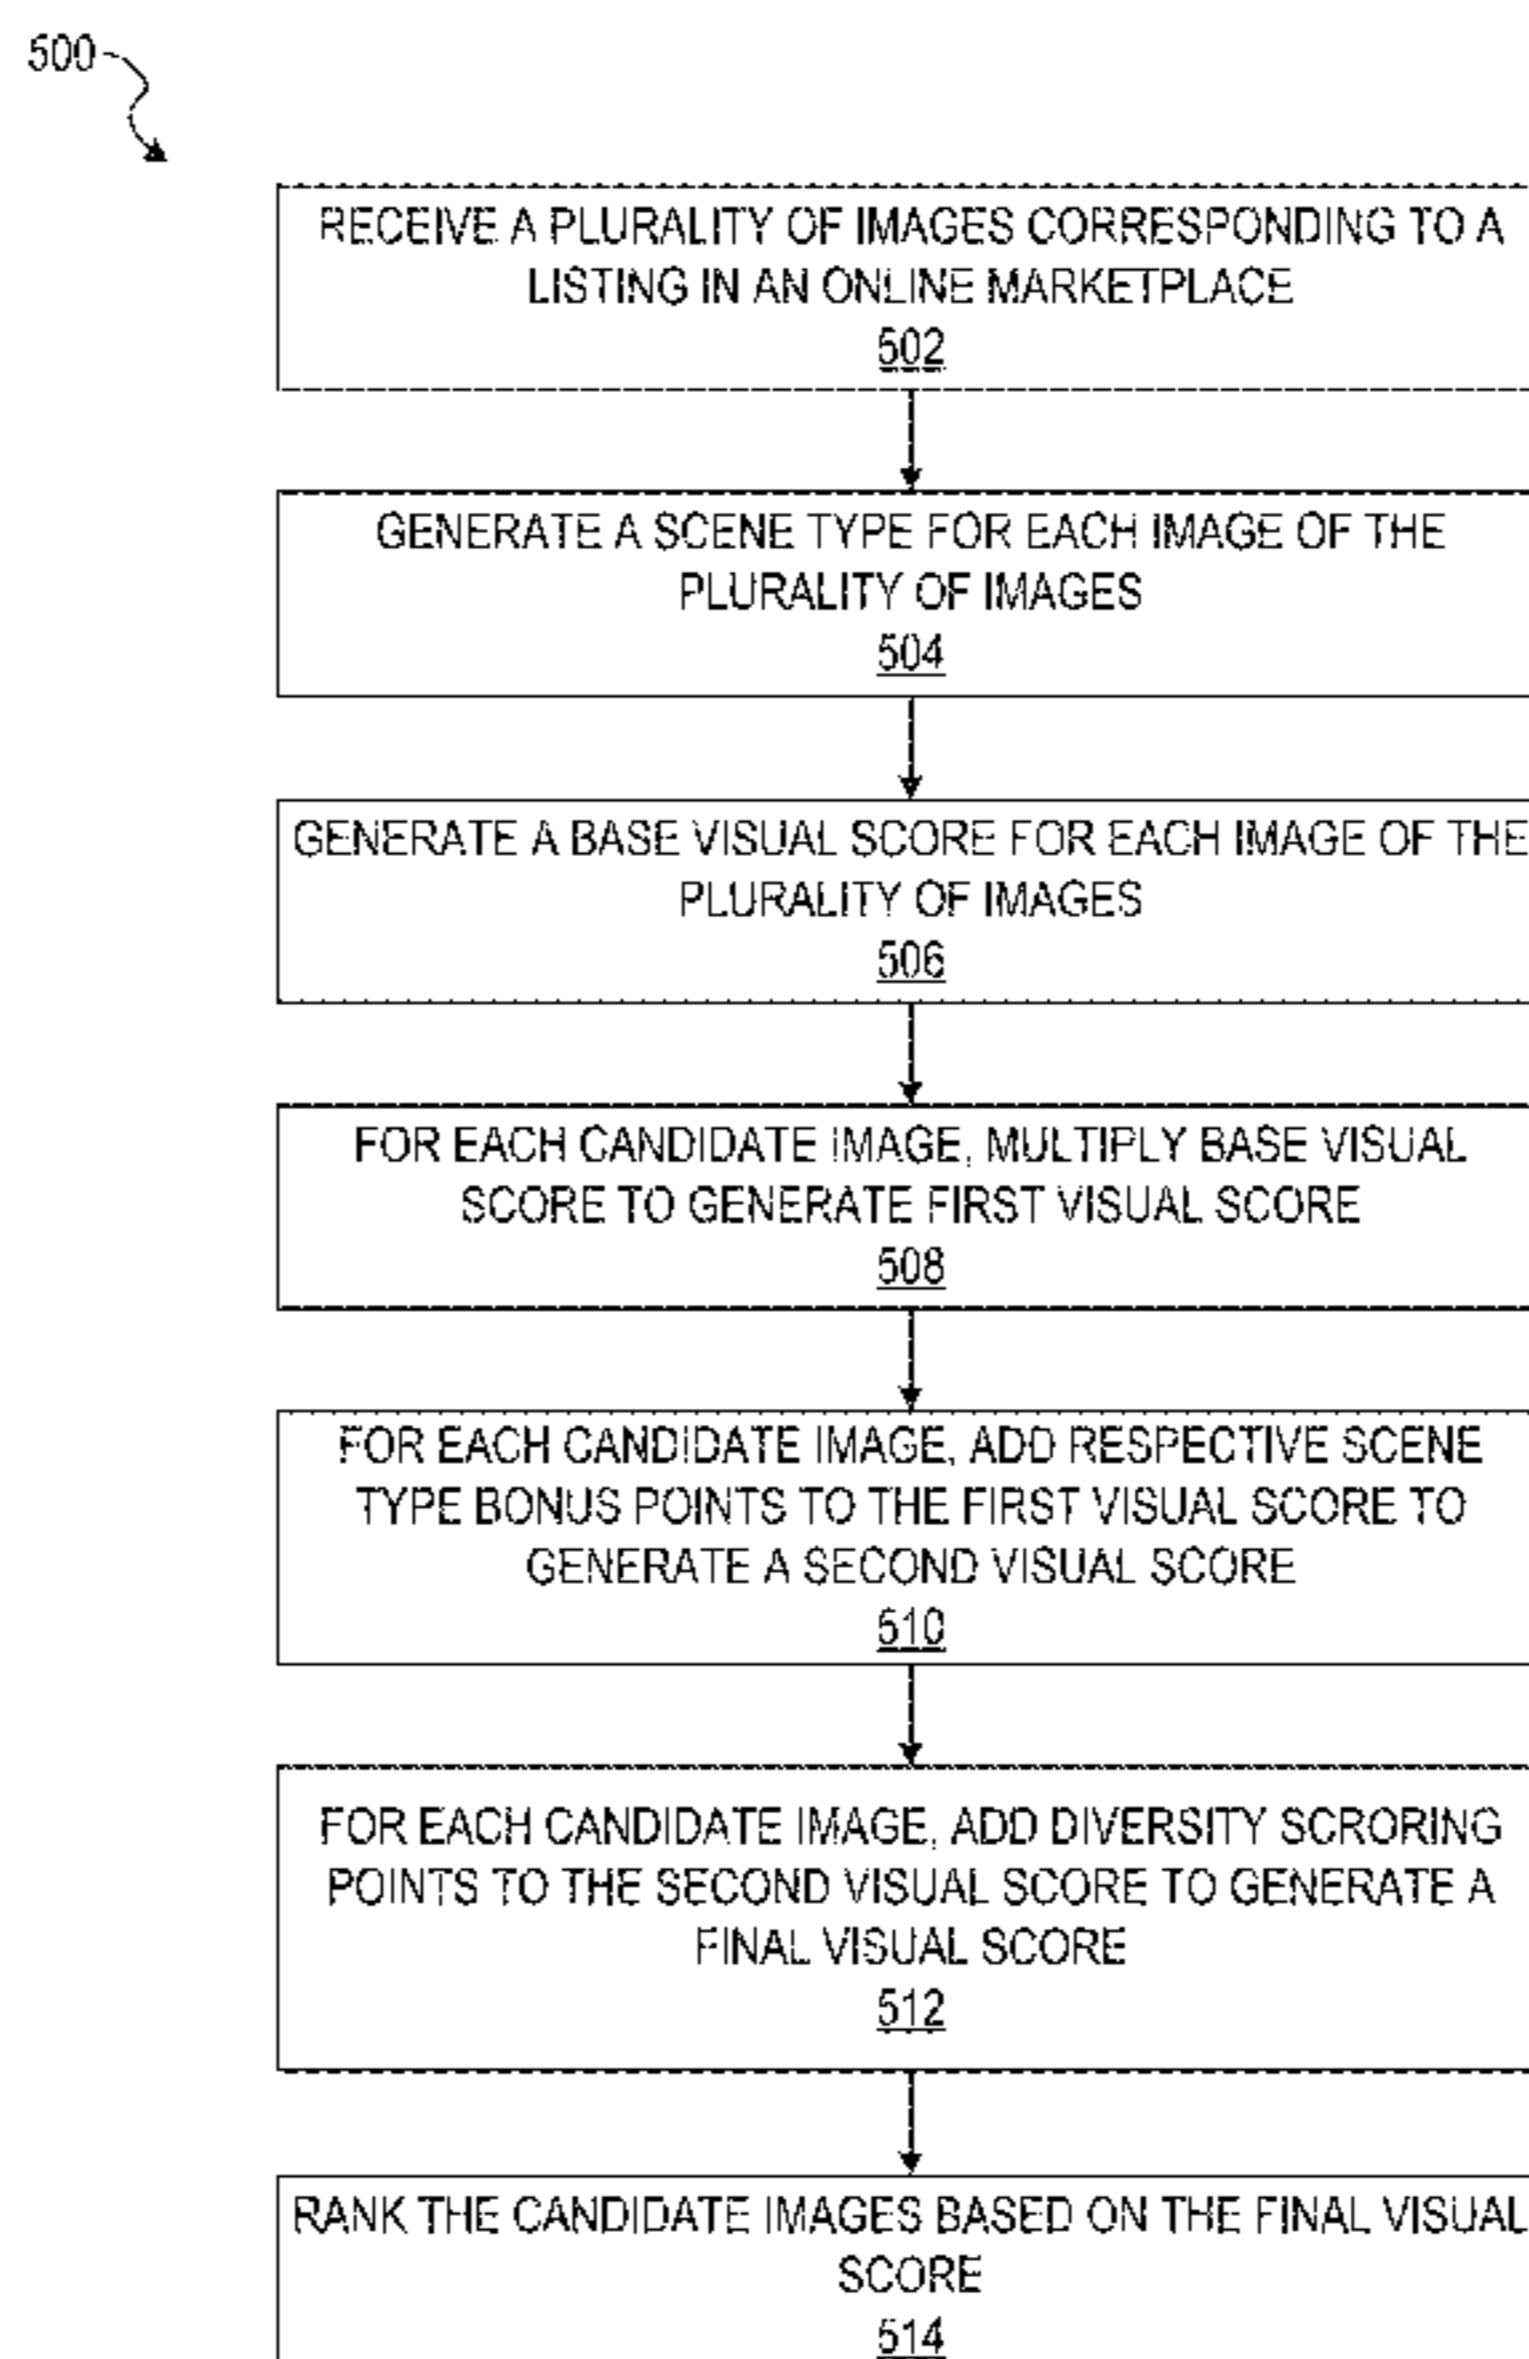 500
RECEIVE A PLURALITY OF IMAGES CORRESPONDING TO A
LISTING IN AN ONLINE MARKETPLACE
502
GENERATE A SCENE TYPE FOR EACH IMAGE OF THE
PLURALITY OF IMAGES
504
GENERATE A BASE VISUAL SCORE FOR EACH IMAGE OF THE
PLURALITY OF IMAGES
506
FOR EACH CANDIDATE IMAGE, MULTIPLY BASE VISUAL
SCORE TO GENERATE FIRST VISUAL SCORE
508
FOR EACH CANDIDATE IMAGE, ADD RESPECTIVE SCENE
TYPE BONUS POINTS TO THE FIRST VISUAL SCORE TO
GENERATE A SECOND VISUAL SCORE
510
FOR EACH CANDIDATE IMAGE, ADD DIVERSITY SCRORING
POINTS TO THE SECOND VISUAL SCORE TO GENERATE A
FINAL VISUAL SCORE
512
RANK THE CANDIDATE IMAGES BASED ON THE FINAL VISUAL
SCORE
514